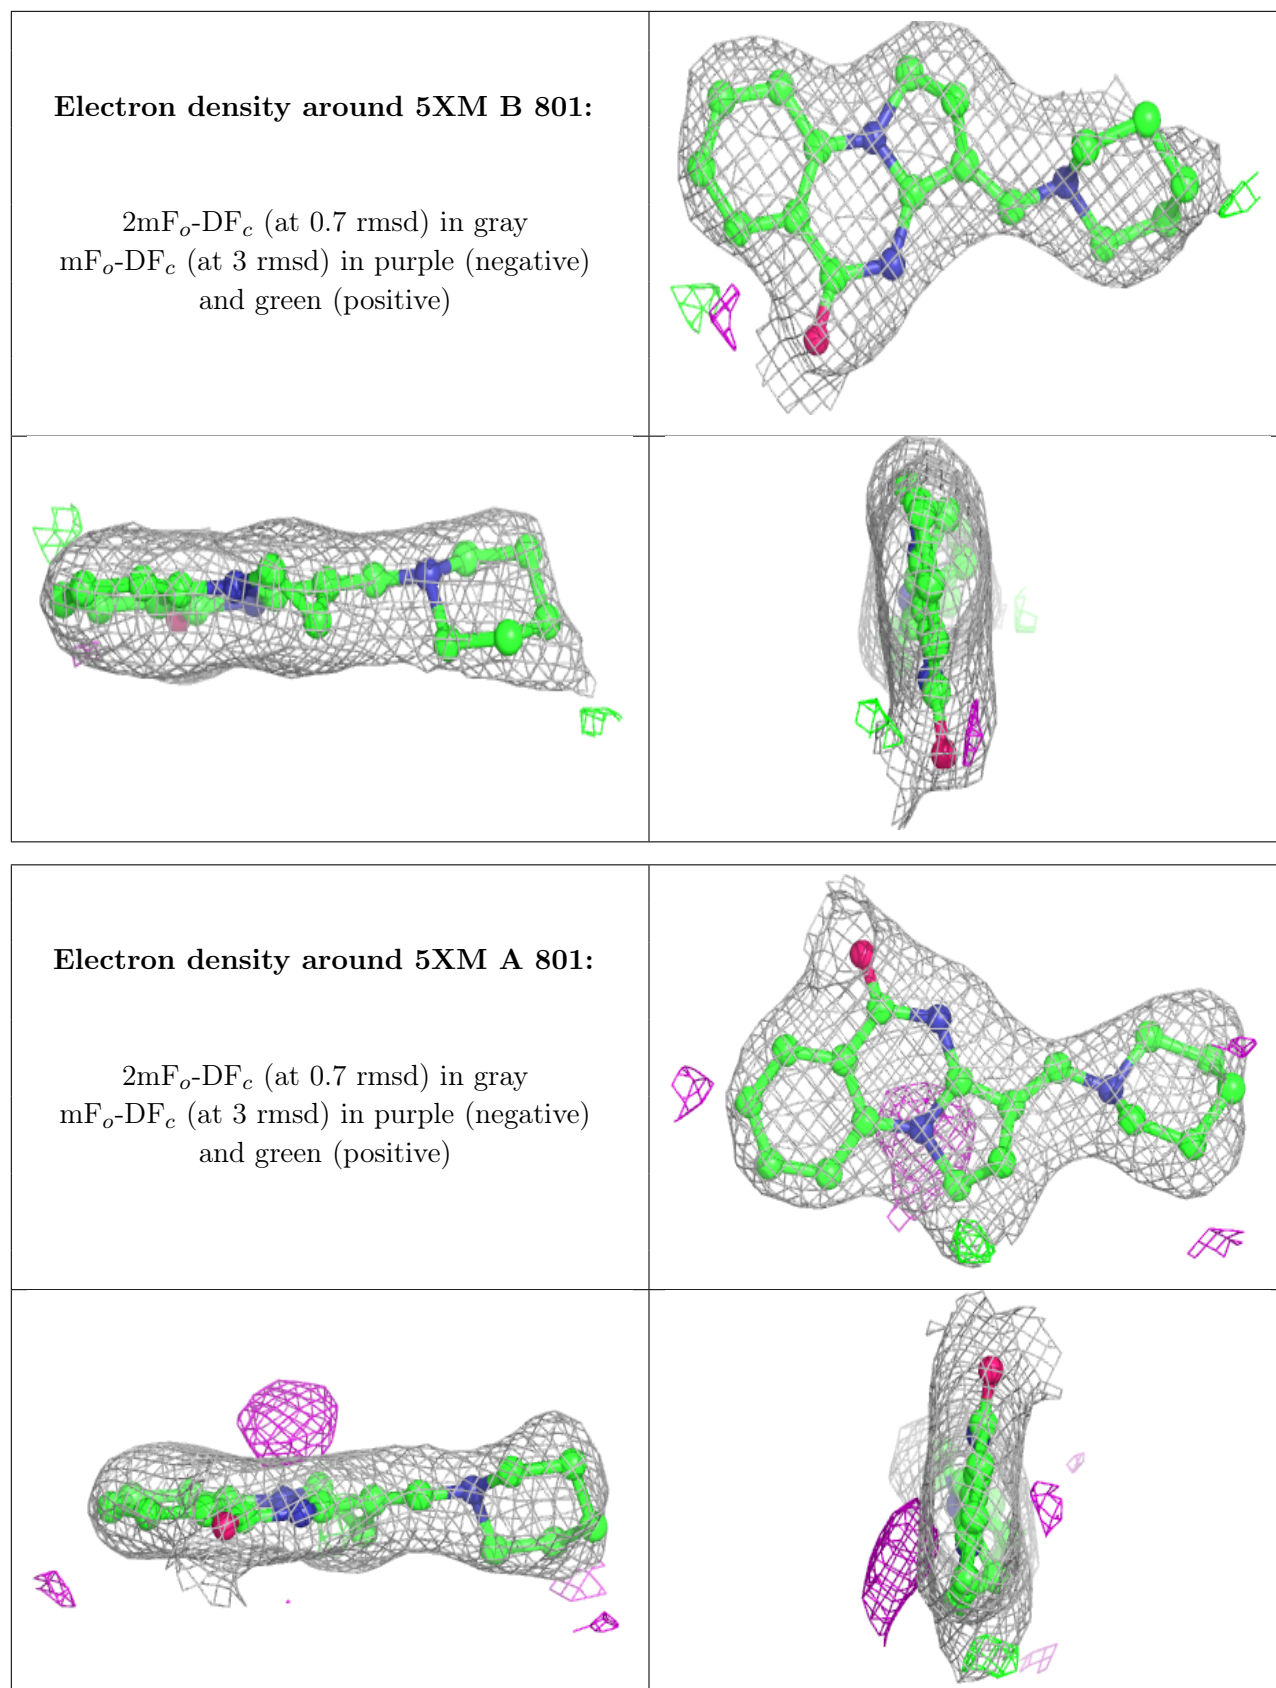 Electron density around 5XM B 801:
2mFₒ-DF𝒸 (at 0.7 rmsd) in gray
mFₒ-DF𝒸 (at 3 rmsd) in purple (negative)
and green (positive)
Electron density around 5XM A 801:
2mFₒ-DF𝒸 (at 0.7 rmsd) in gray
mFₒ-DF𝒸 (at 3 rmsd) in purple (negative)
and green (positive)